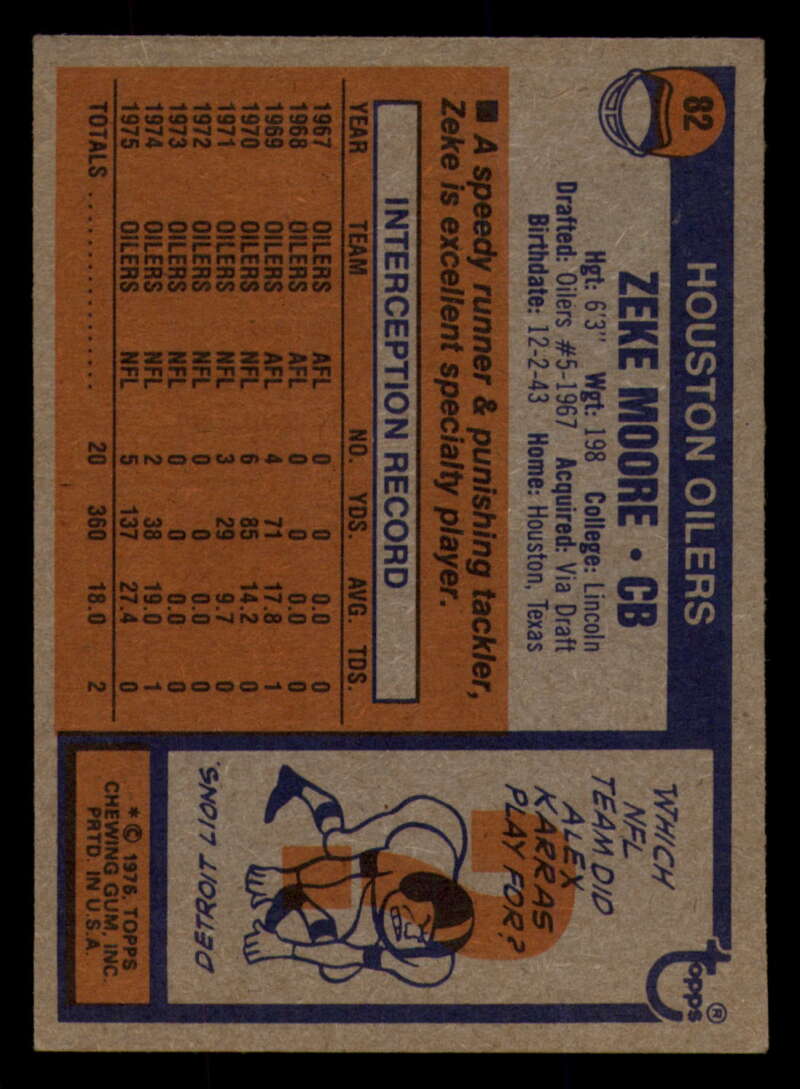 82
HOUSTON OILERS
ZEKE MOORE • CB
Hgt: 6'3" Wgt: 198 College: Lincoln
Drafted: Oilers #5-1967 Acquired: Via Draft
Birthdate: 12-2-43 Home: Houston, Texas
■ A speedy runner & punishing tackler,
Zeke is excellent specialty player.
INTERCEPTION RECORD
YEAR TEAM NO. YDS. AVG. TDS.
1967 OILERS AFL 0 0 0.0 0
1968 OILERS AFL 0 0 0.0 0
1969 OILERS AFL 4 71 17.8 1
1970 OILERS NFL 6 85 14.2 0
1971 OILERS NFL 3 29 9.7 0
1972 OILERS NFL 0 0 0.0 0
1973 OILERS NFL 0 0 0.0 0
1974 OILERS NFL 2 38 19.0 1
1975 OILERS NFL 5 137 27.4 0
TOTALS .................. 20 360 18.0 2
topps®
WHICH
NFL
TEAM DID
ALEX
KARRAS
PLAY FOR?
?
DETROIT LIONS.
* © 1976, TOPPS
CHEWING GUM, INC.
PRTD. IN U.S.A.